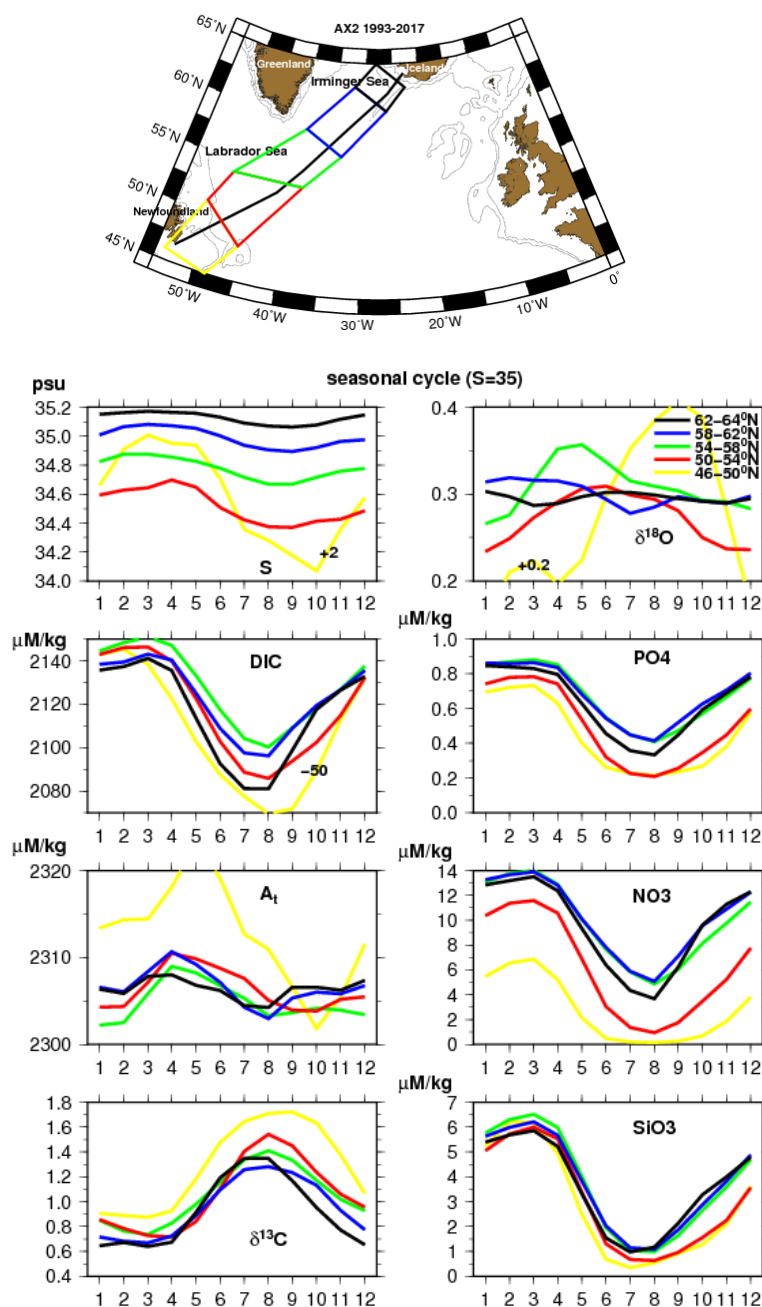 AX2 1993-2017
65˚N
60˚N
55˚N
50˚N
45˚N
Greenland
Iceland
Irminger Sea
Labrador Sea
Newfoundland
50˚W
40˚W
30˚W
20˚W
10˚W
0˚
seasonal cycle (S=35)
psu
35.2
35.0
34.8
34.6
34.4
34.2
34.0
+2
S
1 2 3 4 5 6 7 8 9 10 11 12
0.4
0.3
0.2
62–64⁰N
58–62⁰N
54–58⁰N
50–54⁰N
46–50⁰N
δ¹⁸O
+0.2
1 2 3 4 5 6 7 8 9 10 11 12
μM/kg
2140
2120
2100
2080
DIC
−50
1 2 3 4 5 6 7 8 9 10 11 12
μM/kg
1.0
0.8
0.6
0.4
0.2
0.0
PO4
1 2 3 4 5 6 7 8 9 10 11 12
μM/kg
2320
2310
2300
Aₜ
1 2 3 4 5 6 7 8 9 10 11 12
μM/kg
14
12
10
8
6
4
2
0
NO3
1 2 3 4 5 6 7 8 9 10 11 12
1.8
1.6
1.4
1.2
1.0
0.8
0.6
0.4
δ¹³C
1 2 3 4 5 6 7 8 9 10 11 12
μM/kg
7
6
5
4
3
2
1
0
SiO3
1 2 3 4 5 6 7 8 9 10 11 12